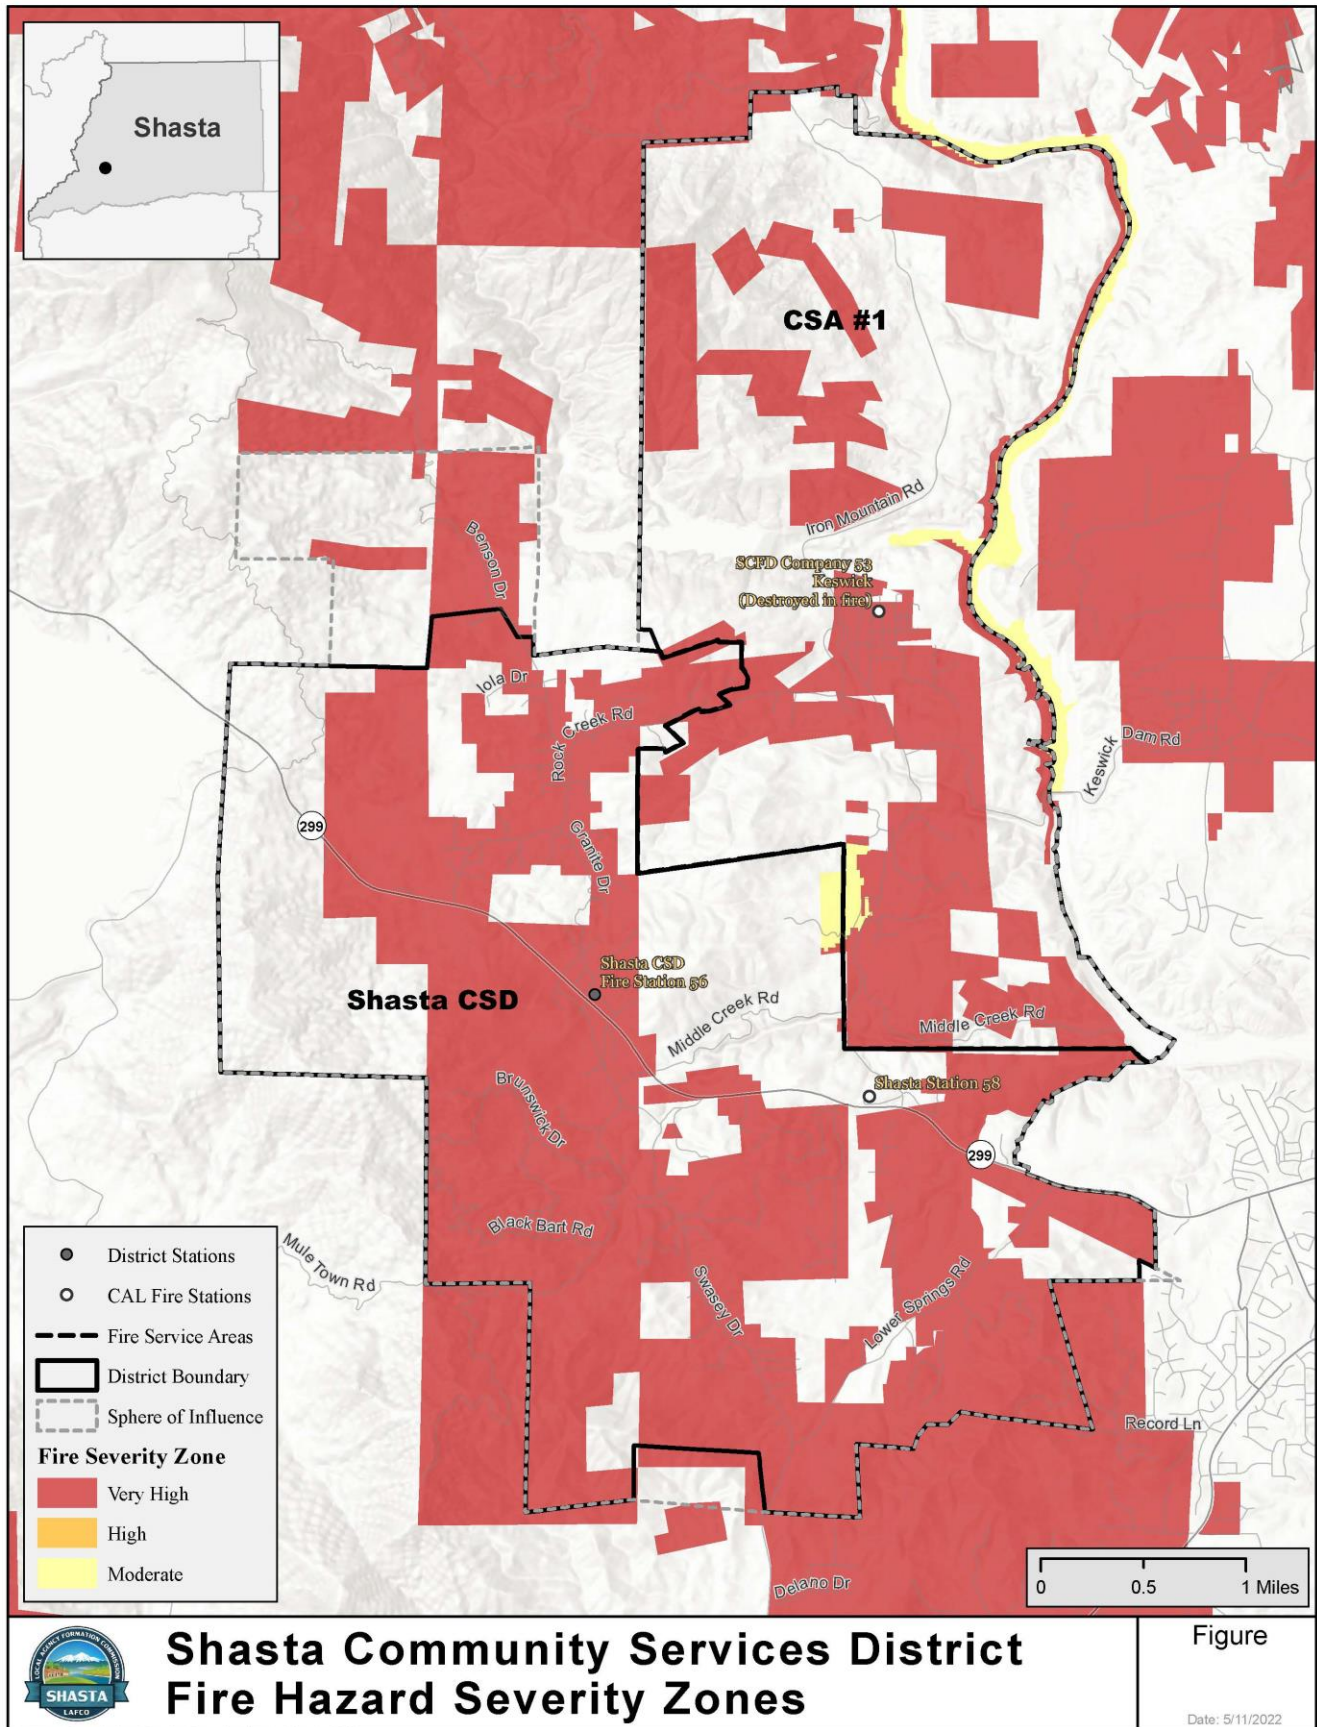 Shasta
CSA #1
Iron Mountain Rd
SCFD Company 53
Keswick
(Destroyed in fire)
Benson Dr
Iola Dr
Rock Creek Rd
Keswick Dam Rd
299
Granite Dr
Shasta CSD
Fire Station 56
Shasta CSD
Middle Creek Rd
Middle Creek Rd
Shasta Station 58
Brunswick Dr
299
Black Bart Rd
Mule Town Rd
Swasey Dr
Lower Springs Rd
Record Ln
Delano Dr
District Stations
CAL Fire Stations
Fire Service Areas
District Boundary
Sphere of Influence
Fire Severity Zone
Very High
High
Moderate
0 0.5 1 Miles
LOCAL AGENCY FORMATION COMMISSION
SHASTA
LAFCO
Shasta Community Services District
Fire Hazard Severity Zones
Figure
Date: 5/11/2022